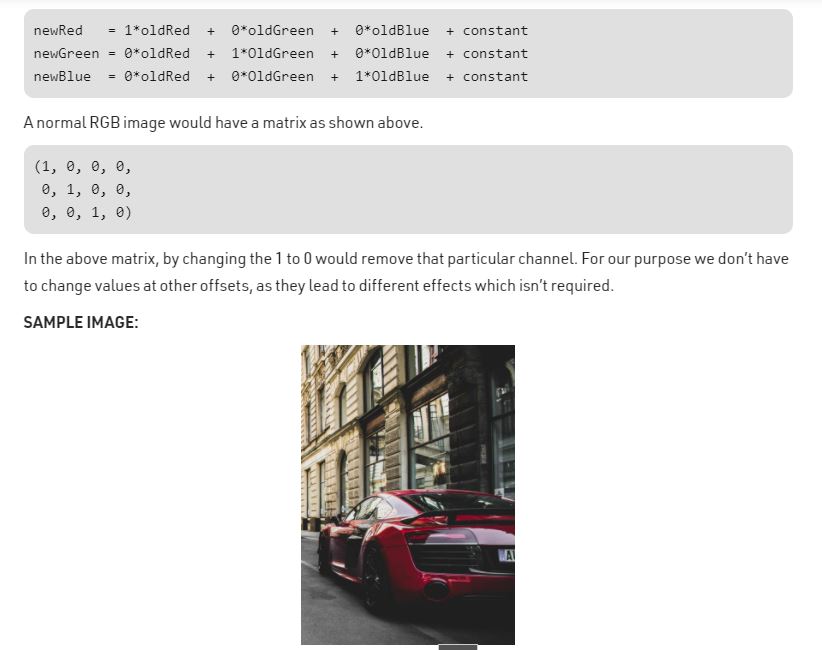 newRed   = 1*oldRed  +  0*oldGreen  +  0*oldBlue  + constant
newGreen = 0*oldRed  +  1*OldGreen  +  0*OldBlue  + constant
newBlue  = 0*oldRed  +  0*OldGreen  +  1*OldBlue  + constant
A normal RGB image would have a matrix as shown above.
(1, 0, 0, 0,
0, 1, 0, 0,
0, 0, 1, 0)
In the above matrix, by changing the 1 to 0 would remove that particular channel. For our purpose we don’t have
to change values at other offsets, as they lead to different effects which isn’t required.
SAMPLE IMAGE: